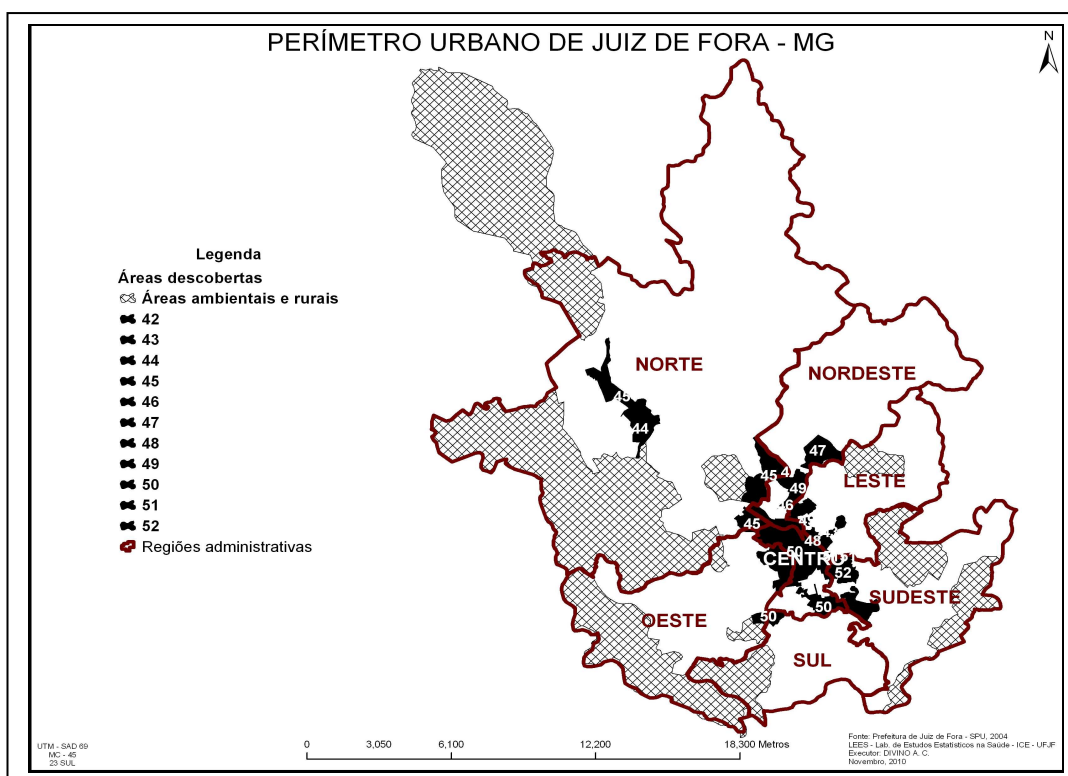 PERÍMETRO URBANO DE JUIZ DE FORA - MG
N
Legenda
Áreas descobertas
Áreas ambientais e rurais
42
43
44
45
46
47
48
49
50
51
52
Regiões administrativas
NORTE
NORDESTE
45
44
47
45
LESTE
49
45
48
50
CENTRO
52
SUDESTE
50
50
OESTE
SUL
UTM - SAD 69
MC - 45
23 SUL
0 3,050 6,100 12,200 18,300 Metros
Fonte: Prefeitura de Juiz de Fora - SPU, 2004
LEES - Lab. de Estudos Estatísticos na Saúde - ICE - UFJF
Executor: DIVINO A. C.
Novembro, 2010